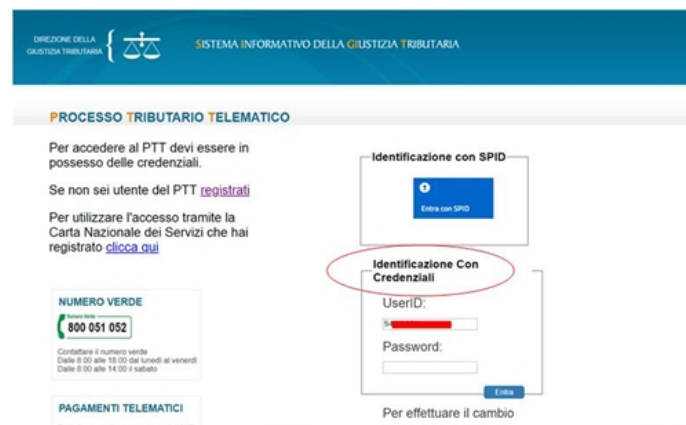 DIREZIONE DELLA
GIUSTIZIA TRIBUTARIA
SISTEMA INFORMATIVO DELLA GIUSTIZIA TRIBUTARIA
PROCESSO TRIBUTARIO TELEMATICO
Per accedere al PTT devi essere in
possesso delle credenziali.
Se non sei utente del PTT registrati
Per utilizzare l'accesso tramite la
Carta Nazionale dei Servizi che hai
registrato clicca qui
NUMERO VERDE
Numero Verde
800 051 052
Contattare il numero verde
Dalle 8:00 alle 18:00 dal lunedì al venerdì
Dalle 8:00 alle 14:00 il sabato
PAGAMENTI TELEMATICI
Identificazione con SPID
Entra con SPID
Identificazione Con
Credenziali
UserID:
Password:
Entra
Per effettuare il cambio